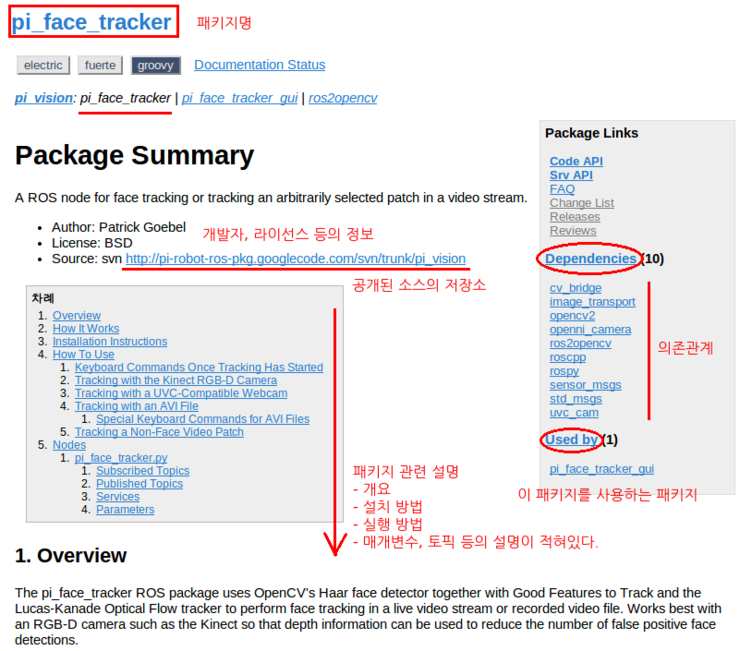 pi_face_tracker 패키지명
electric fuerte groovy Documentation Status
pi_vision: pi_face_tracker | pi_face_tracker_gui | ros2opencv
Package Summary
A ROS node for face tracking or tracking an arbitrarily selected patch in a video stream.
• Author: Patrick Goebel
• License: BSD
• Source: svn http://pi-robot-ros-pkg.googlecode.com/svn/trunk/pi_vision
개발자, 라이선스 등의 정보
공개된 소스의 저장소
차례
1. Overview
2. How It Works
3. Installation Instructions
4. How To Use
1. Keyboard Commands Once Tracking Has Started
2. Tracking with the Kinect RGB-D Camera
3. Tracking with a UVC-Compatible Webcam
4. Tracking with an AVI File
1. Special Keyboard Commands for AVI Files
5. Tracking a Non-Face Video Patch
5. Nodes
1. pi_face_tracker.py
1. Subscribed Topics
2. Published Topics
3. Services
4. Parameters
패키지 관련 설명
- 개요
- 설치 방법
- 실행 방법
- 매개변수, 토픽 등의 설명이 적혀있다.
Package Links
Code API
Srv API
FAQ
Change List
Releases
Reviews
Dependencies (10)
cv_bridge
image_transport
opencv2
openni_camera
ros2opencv
roscpp
rospy
sensor_msgs
std_msgs
uvc_cam
의존관계
Used by (1)
pi_face_tracker_gui
이 패키지를 사용하는 패키지
1. Overview
The pi_face_tracker ROS package uses OpenCV's Haar face detector together with Good Features to Track and the
Lucas-Kanade Optical Flow tracker to perform face tracking in a live video stream or recorded video file. Works best with
an RGB-D camera such as the Kinect so that depth information can be used to reduce the number of false positive face
detections.